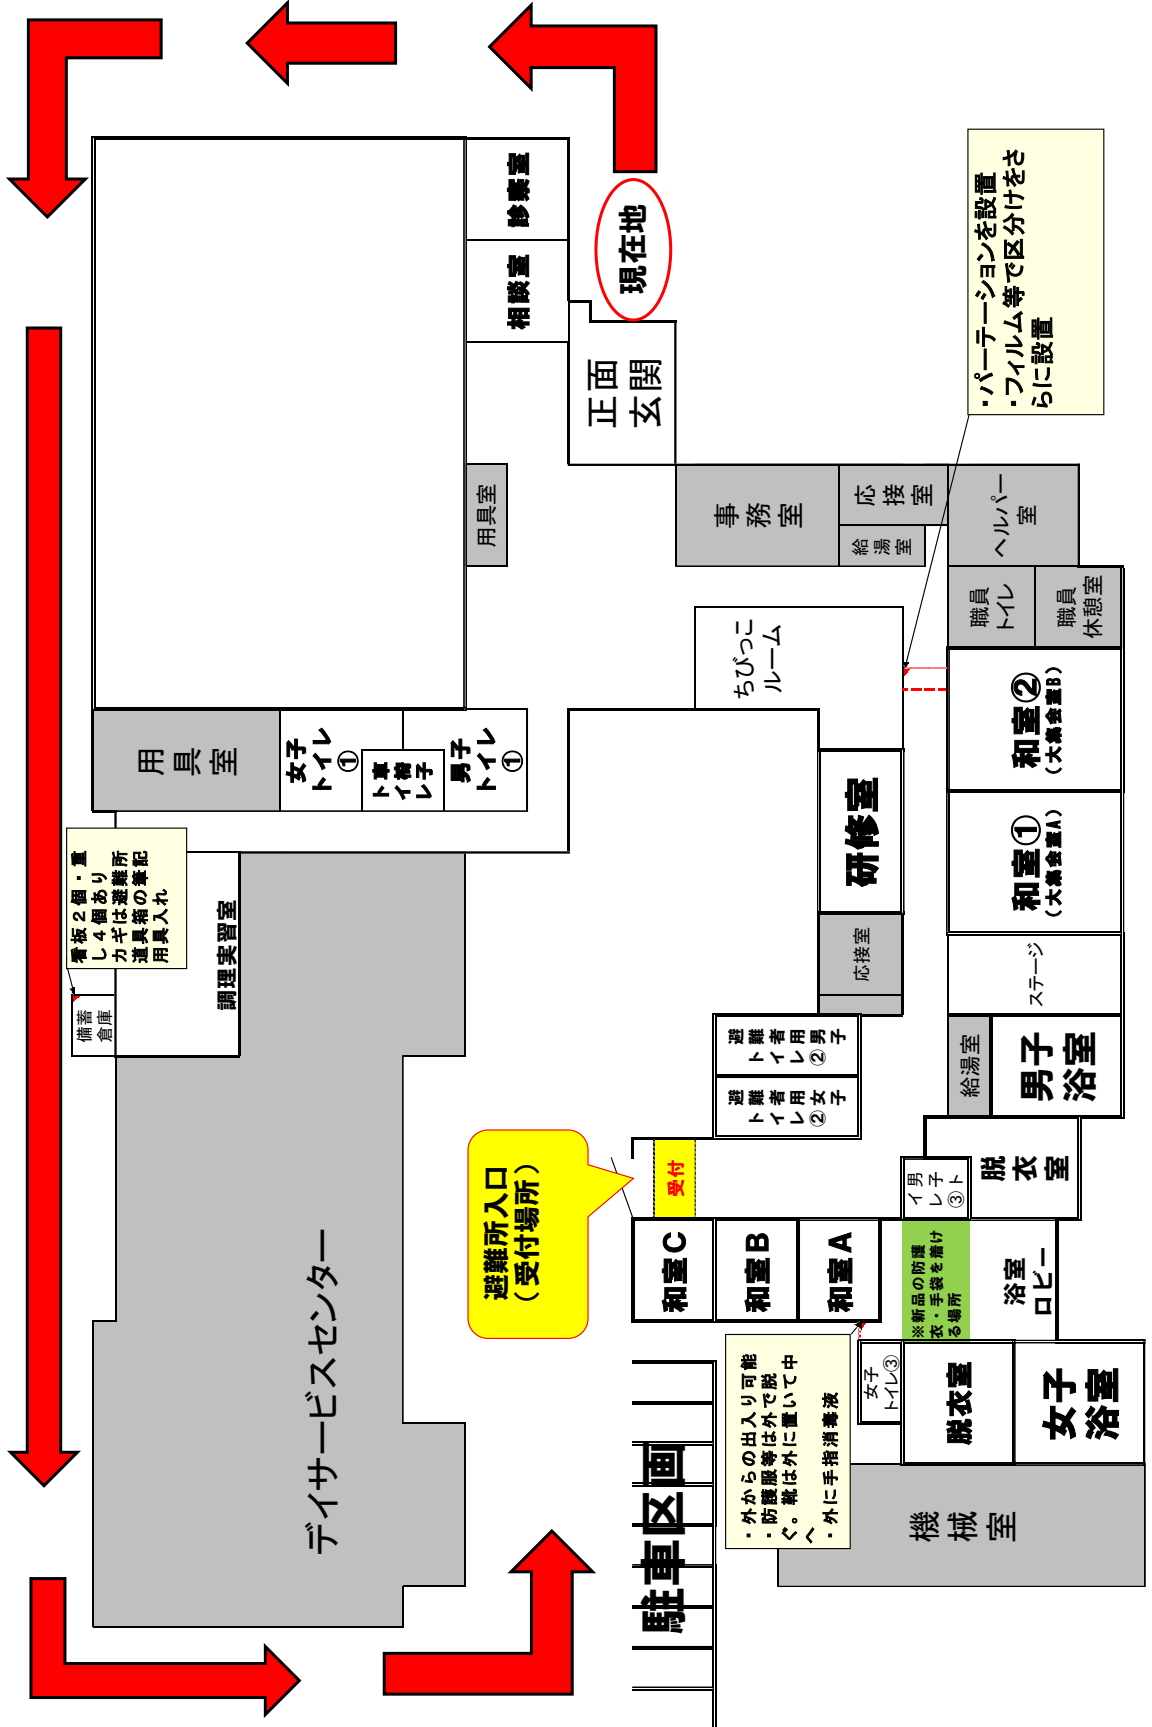 診察室
相談室
現在地
正面
玄関
・パーテーションを設置
・フィルム等で区分けをさ
らに設置
用具室
事務室
応接室
給湯室
ヘルパー
室
職員
トイレ
職員
休憩室
ちびっこ
ルーム
用具室
女子
トイレ
①
車椅子
トイレ
男子
トイレ
①
和室②
(大集会室B)
和室①
(大集会室A)
研修室
応接室
ステージ
給湯室
男子
浴室
看板2個・重
し4個あり
カギは避難所
道具箱の筆記
用具入れ
備蓄
倉庫
調理実習室
避難者用男子
トイレ②
避難者用女子
トイレ②
避難所入口
(受付場所)
受付
脱衣室
男子ト
イレ③
和室C
和室B
和室A
※新品の防護
衣・手袋を着け
る場所
浴室
ロビー
デイサービスセンター
女子
トイレ③
脱衣室
女子
浴室
・外からの出入り可能
・防護服等は外で脱
ぐ。靴は外に置いて中
へ
・外に手指消毒液
駐車区画
機械室